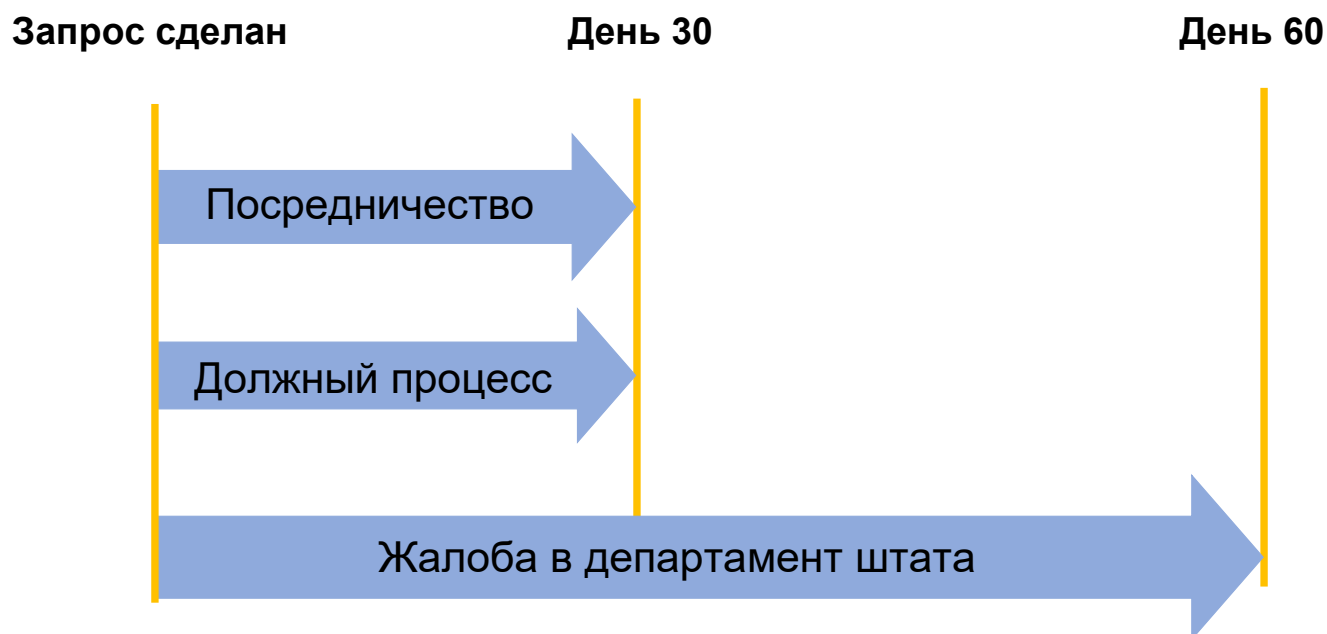 Запрос сделан День 30 День 60
Посредничество
Должный процесс
Жалоба в департамент штата